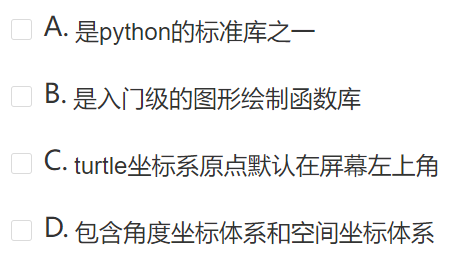 A. 是python的标准库之一
B. 是入门级的图形绘制函数库
C. turtle坐标系原点默认在屏幕左上角
D. 包含角度坐标体系和空间坐标体系